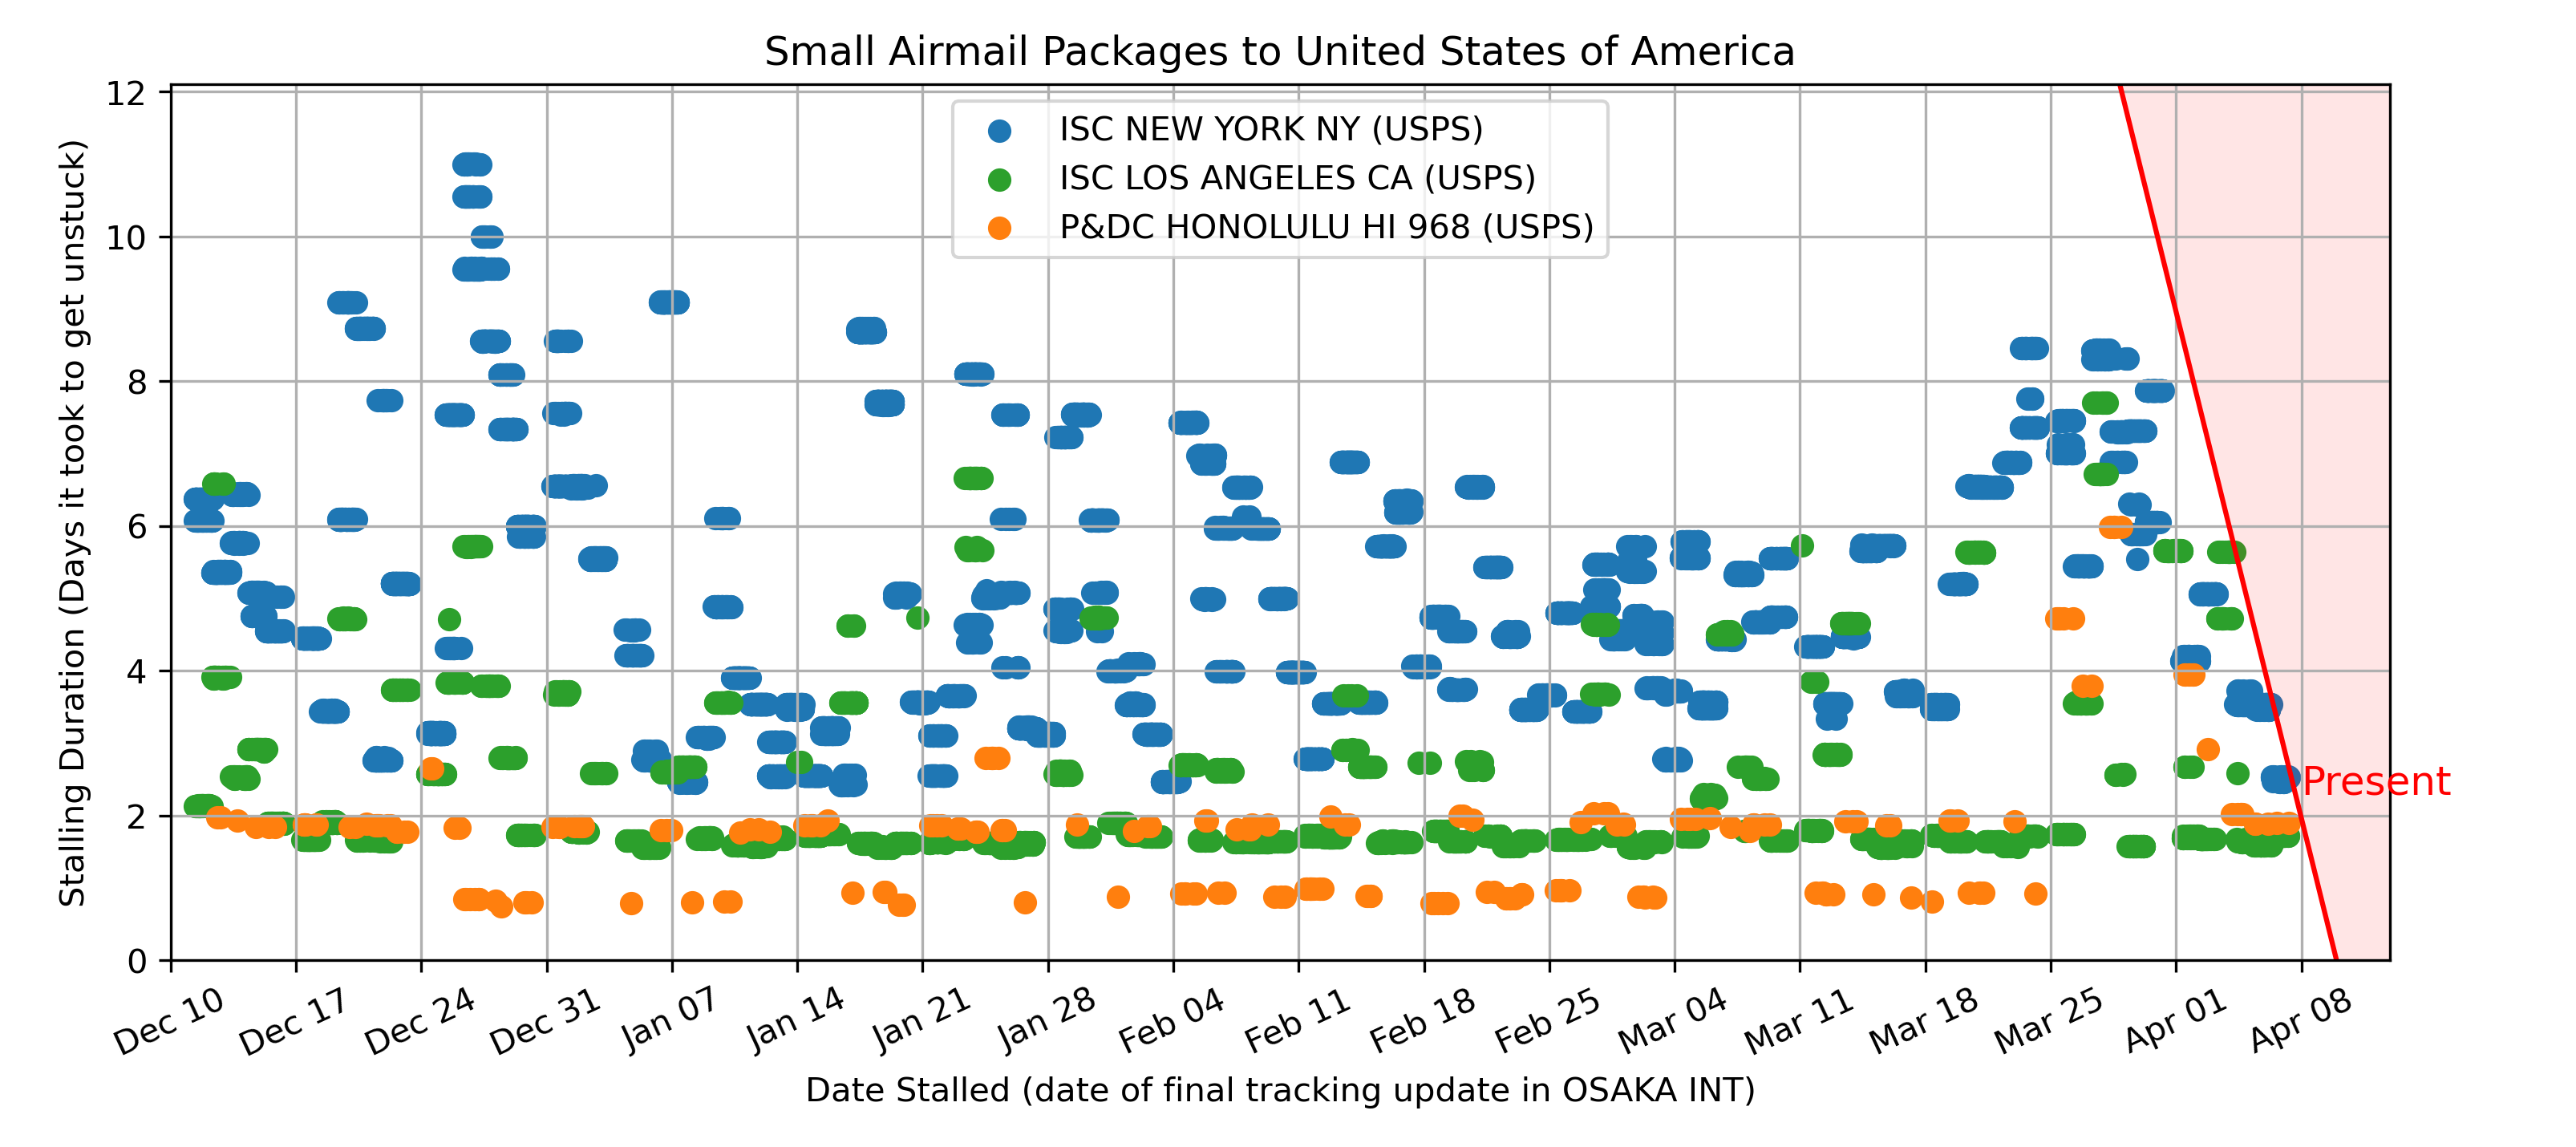 Small Airmail Packages to United States of America
12
10
8
6
4
2
0
Stalling Duration (Days it took to get unstuck)
ISC NEW YORK NY (USPS)
ISC LOS ANGELES CA (USPS)
P&DC HONOLULU HI 968 (USPS)
Present
Dec 10
Dec 17
Dec 24
Dec 31
Jan 07
Jan 14
Jan 21
Jan 28
Feb 04
Feb 11
Feb 18
Feb 25
Mar 04
Mar 11
Mar 18
Mar 25
Apr 01
Apr 08
Date Stalled (date of final tracking update in OSAKA INT)